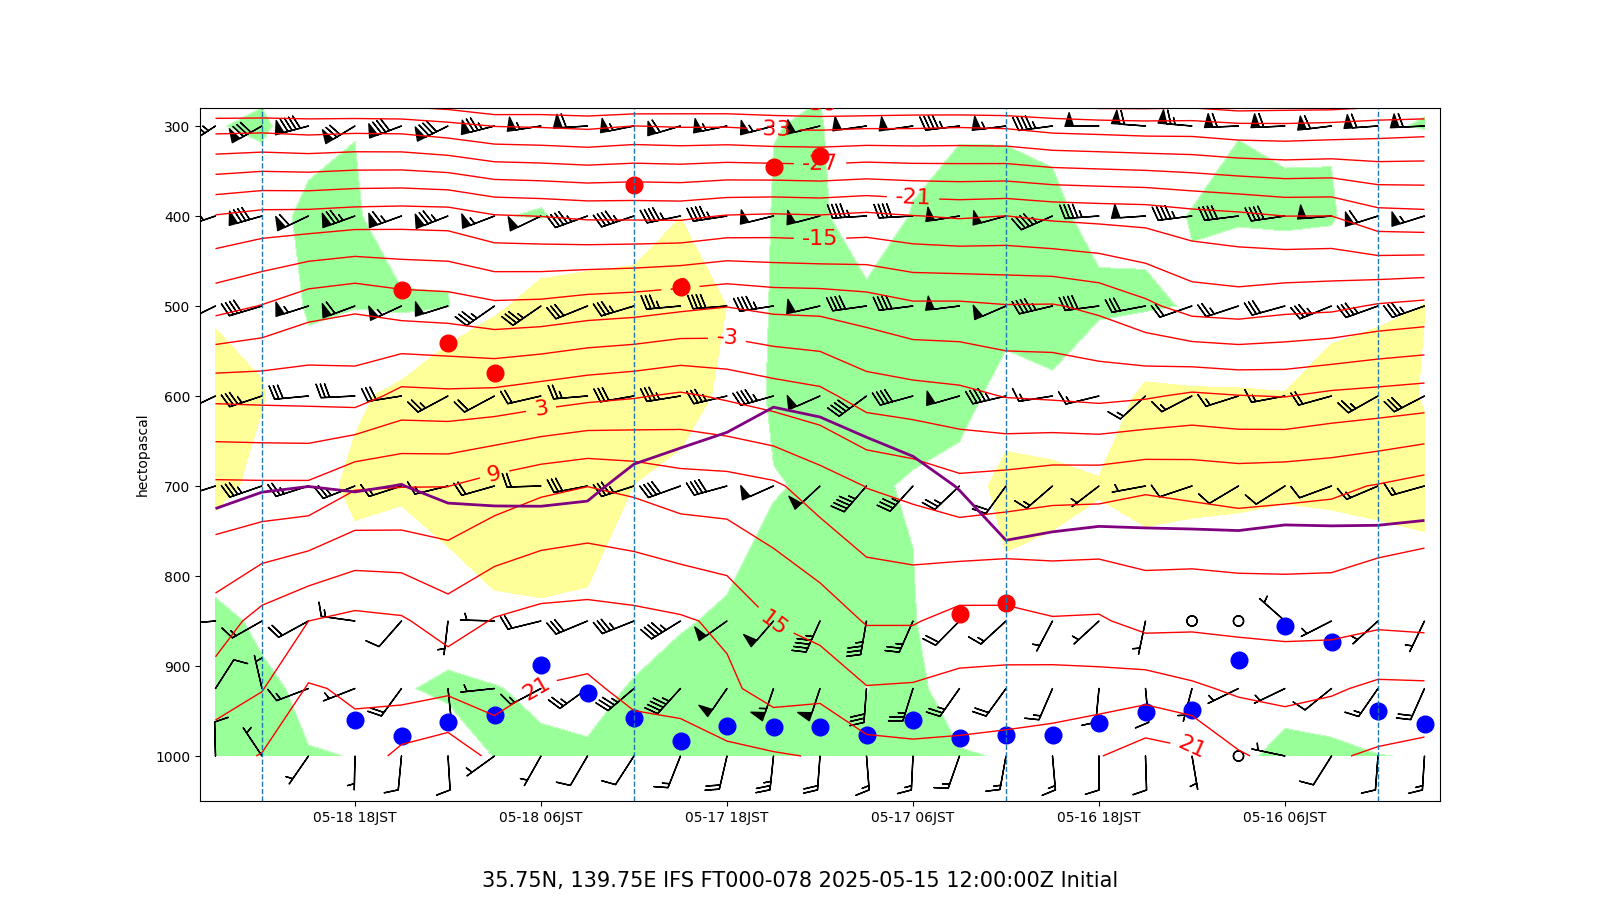 300
400
500
600
700
800
900
1000
hectopascal
33
-27
-21
-15
-3
3
9
15
21
21
05-18 18JST
05-18 06JST
05-17 18JST
05-17 06JST
05-16 18JST
05-16 06JST
35.75N, 139.75E IFS FT000-078 2025-05-15 12:00:00Z Initial